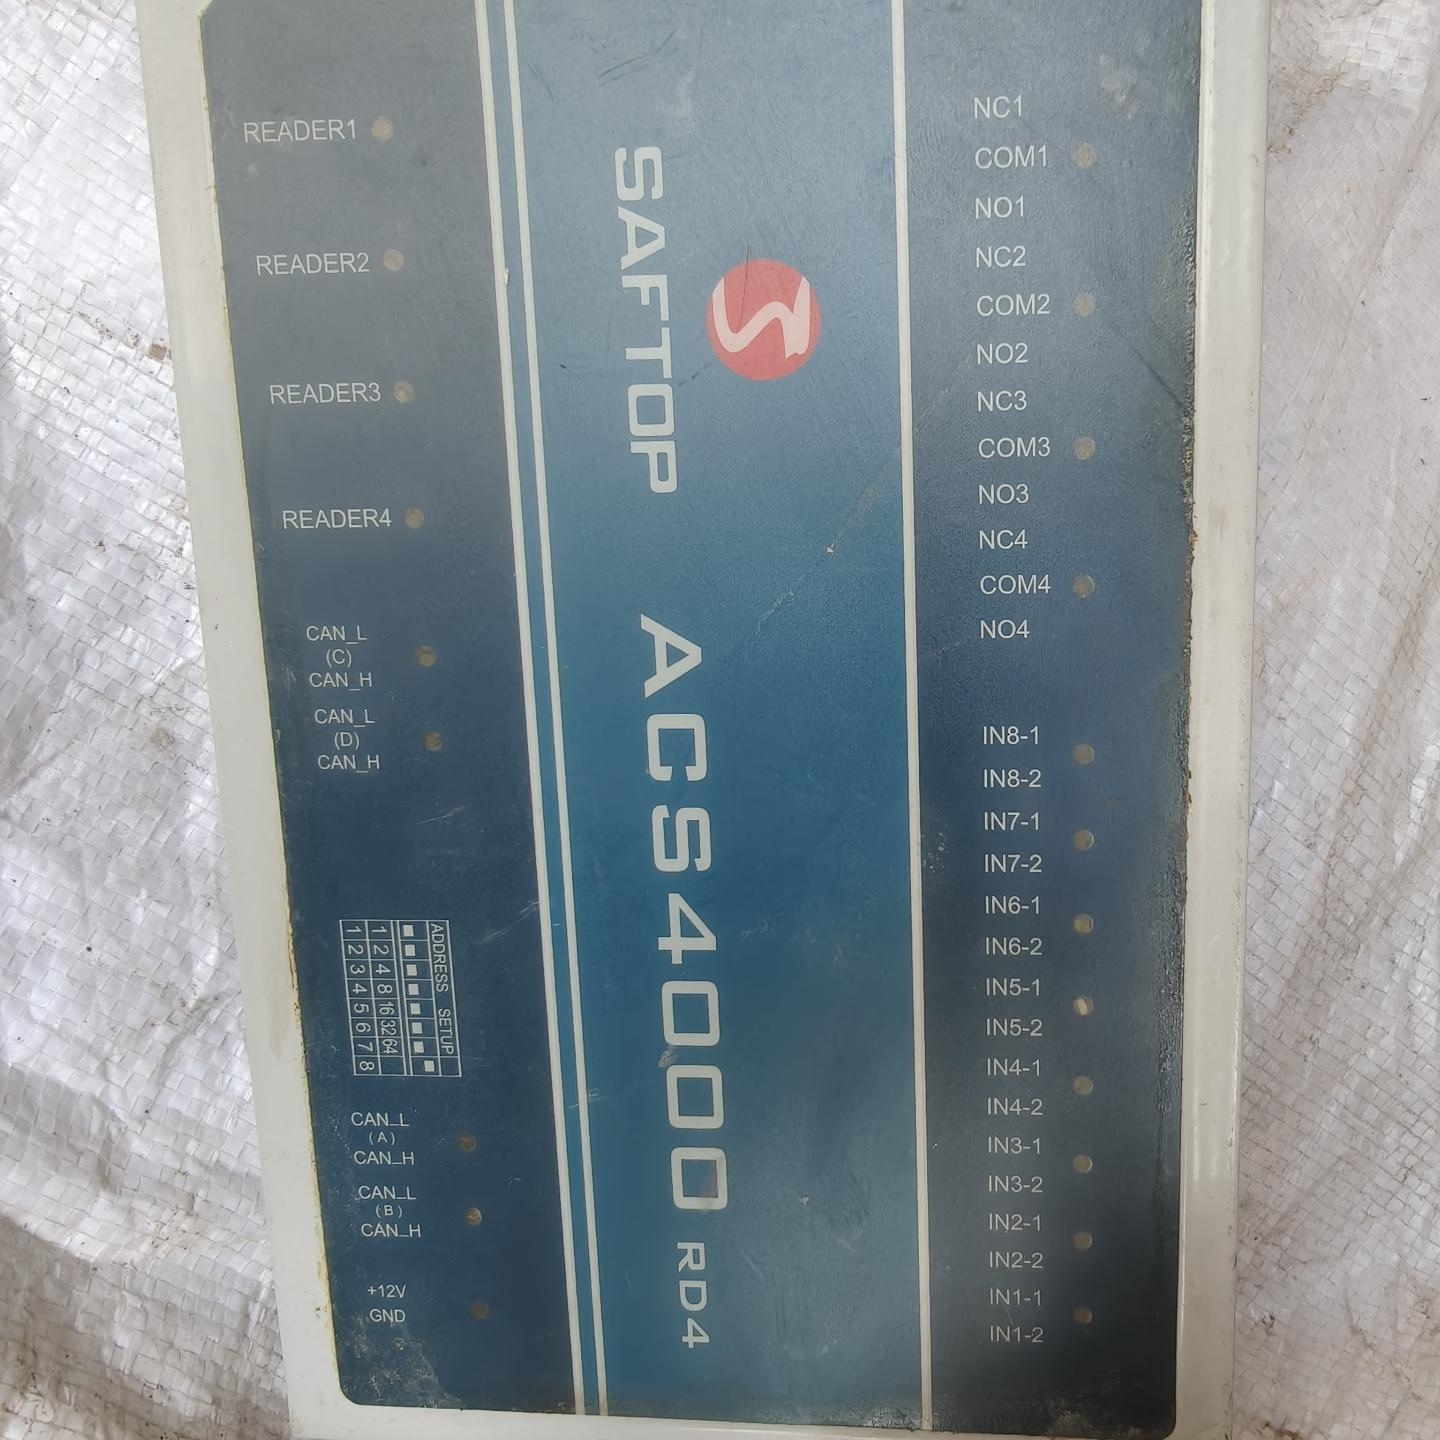 READER1
READER2
READER3
READER4
CAN_L
(C)
CAN_H
CAN_L
(D)
CAN_H
ADDRESS SETUP
1 2 4 8 16 32 64
1 2 3 4 5 6 7 8
CAN_L
(A)
CAN_H
CAN_L
(B)
CAN_H
+12V
GND
SAFTOP ACS4000 RD4
NC1
COM1
NO1
NC2
COM2
NO2
NC3
COM3
NO3
NC4
COM4
NO4
IN8-1
IN8-2
IN7-1
IN7-2
IN6-1
IN6-2
IN5-1
IN5-2
IN4-1
IN4-2
IN3-1
IN3-2
IN2-1
IN2-2
IN1-1
IN1-2